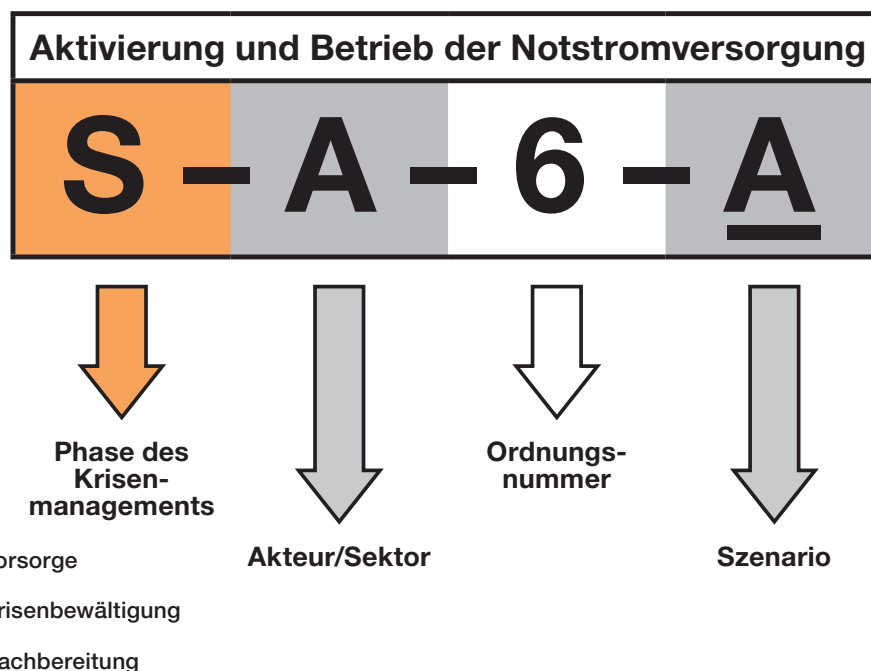 Aktivierung und Betrieb der Notstromversorgung
S – A – 6 – A
Phase des
Krisen-
managements
Ordnungs-
nummer
Akteur/Sektor
Szenario
orsorge
risenbewältigung
achbereitung